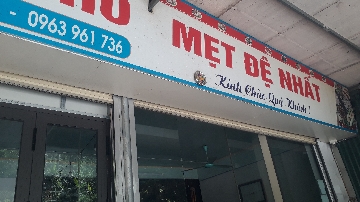 - 0963 961 736
MẸT ĐỆ NHẤT
Kính Chúc Quý Khách!